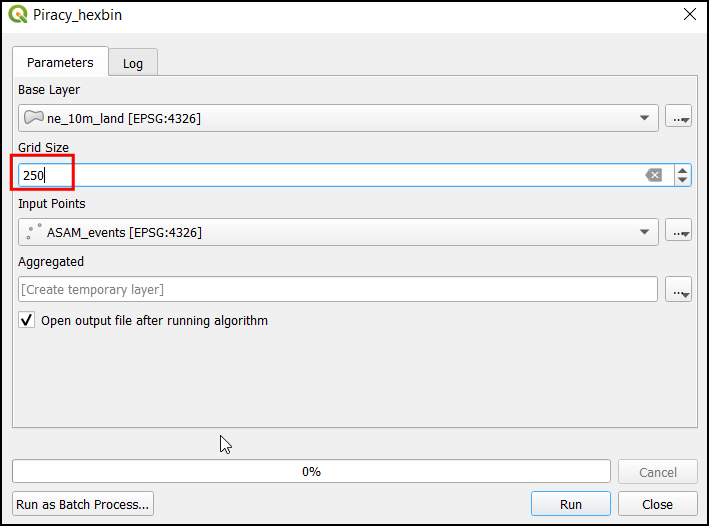 Piracy_hexbin
Parameters
Log
Base Layer
ne_10m_land [EPSG:4326]
...
Grid Size
250
Input Points
ASAM_events [EPSG:4326]
...
Aggregated
[Create temporary layer]
...
Open output file after running algorithm
0%
Cancel
Run as Batch Process...
Run
Close